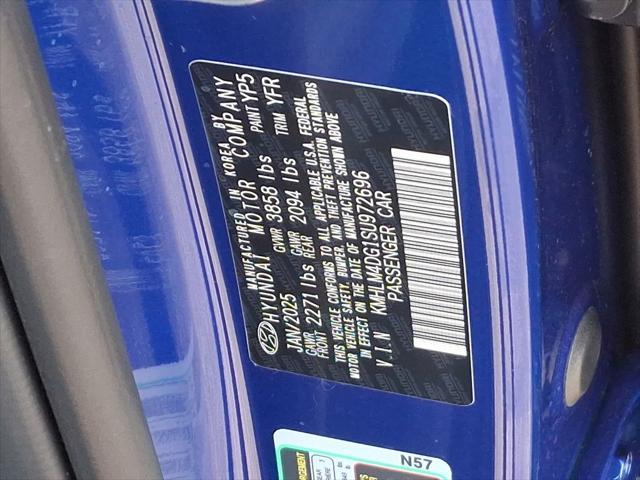 MANUFACTURED IN KOREA BY
HYUNDAI MOTOR COMPANY
JAN/2025 GVWR 3858 lbs PAINT YP5
GAWR FRONT 2271 lbs GAWR REAR 2094 lbs TRIM YFR
THIS VEHICLE CONFORMS TO ALL APPLICABLE U.S.A. FEDERAL
MOTOR VEHICLE SAFETY, BUMPER, AND THEFT PREVENTION STANDARDS
IN EFFECT ON THE DATE OF MANUFACTURE SHOWN ABOVE
V.I.N KMHLM4DG1SU972696
PASSENGER CAR
N57